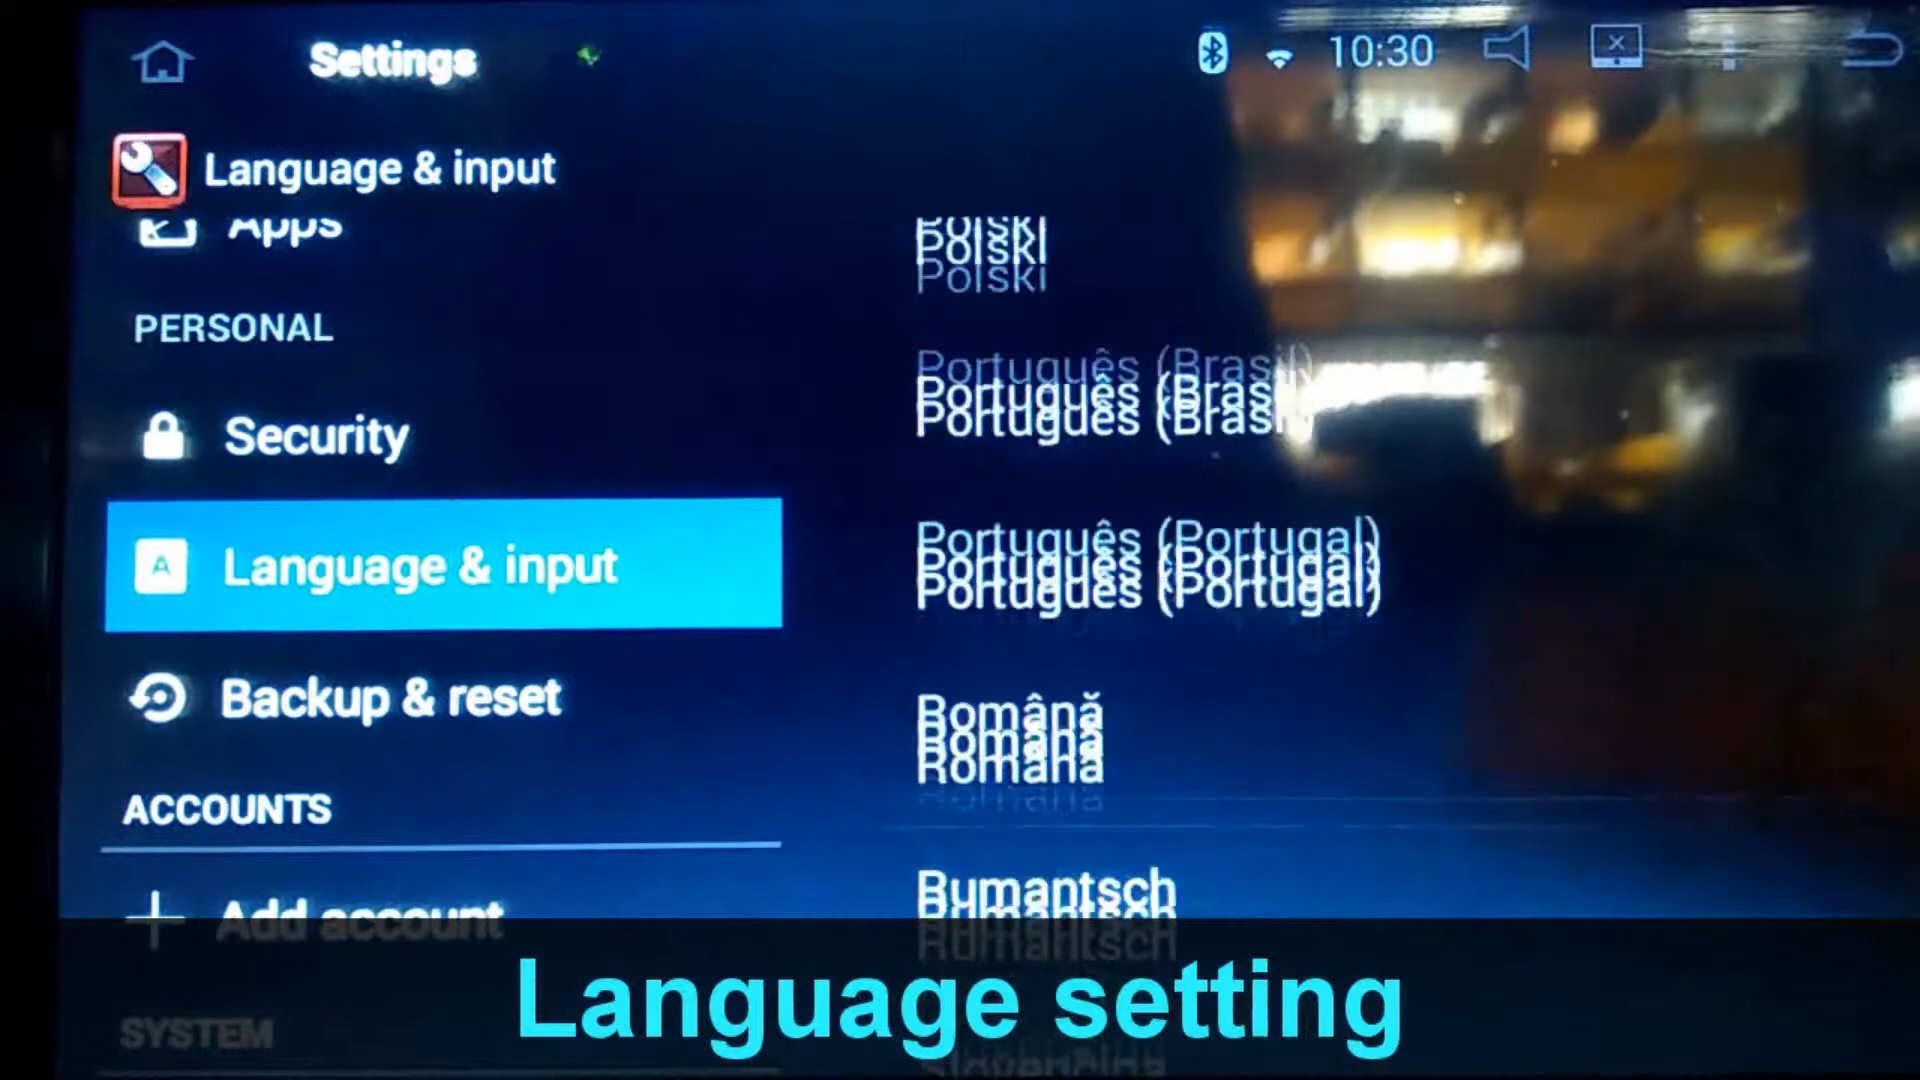 Settings
10:30
Language & input
Apps
PERSONAL
Security
Language & input
Backup & reset
ACCOUNTS
Add account
SYSTEM
Polski
Português (Brasil)
Português (Portugal)
Română
Rumantsch
Slovenčina
Language setting